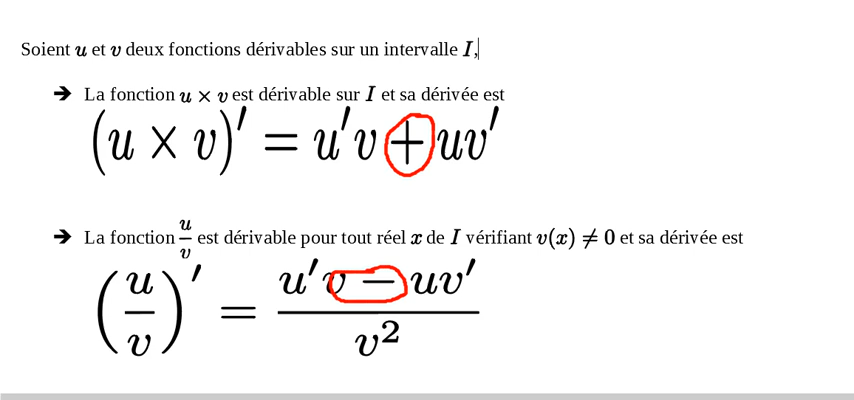 Soient u et v deux fonctions dérivables sur un intervalle I,
➔ La fonction u × v est dérivable sur I et sa dérivée est
(u × v)′ = u′v + uv′
➔ La fonction u/v est dérivable pour tout réel x de I vérifiant v(x) ≠ 0 et sa dérivée est
(u/v)′ = (u′v − uv′)/v²